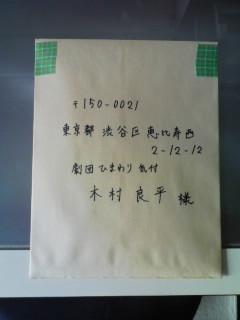 〒150-0021
東京都 渋谷区 恵比寿西
2-12-12
劇団ひまわり 気付
木村 良平 様